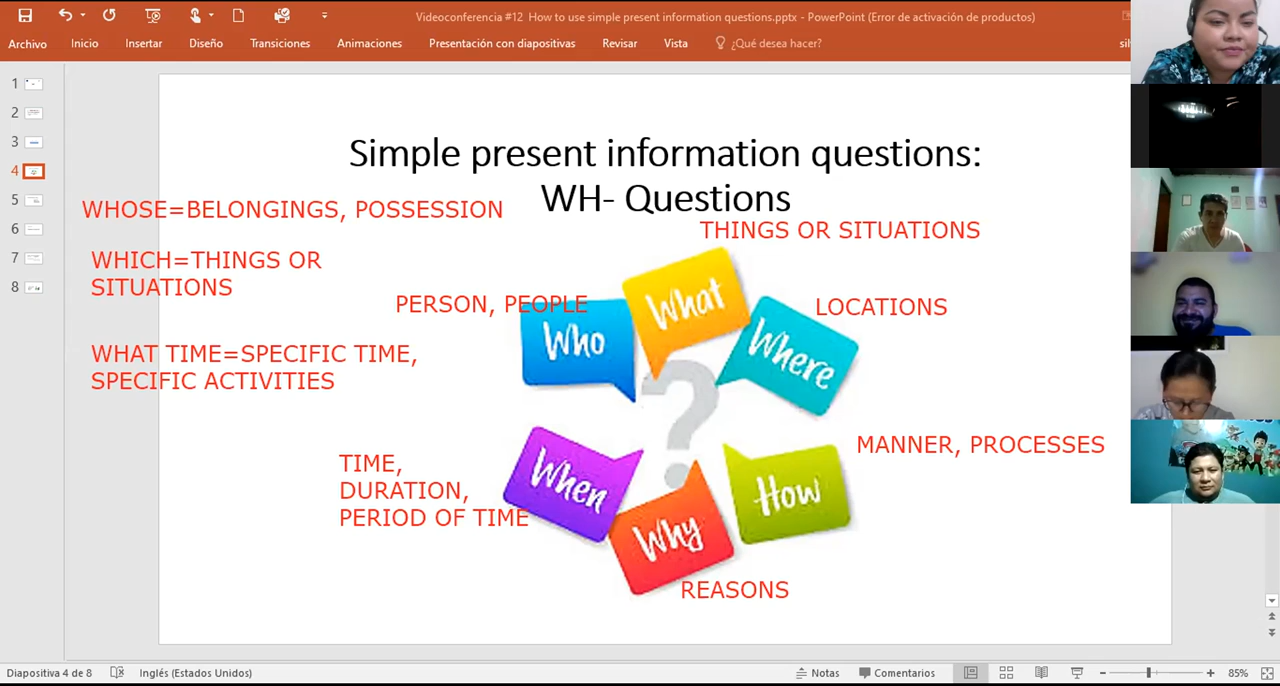 Videoconferencia #12 How to use simple present information questions.pptx - PowerPoint (Error de activación de productos)
Archivo Inicio Insertar Diseño Transiciones Animaciones Presentación con diapositivas Revisar Vista ¿Qué desea hacer?
1
2
3
4
5
6
7
8
Simple present information questions:
WH- Questions
WHOSE=BELONGINGS, POSSESSION
THINGS OR SITUATIONS
WHICH=THINGS OR
SITUATIONS
PERSON, PEOPLE
LOCATIONS
What
Who
Where
WHAT TIME=SPECIFIC TIME,
SPECIFIC ACTIVITIES
MANNER, PROCESSES
TIME,
DURATION,
PERIOD OF TIME
When
How
Why
REASONS
Diapositiva 4 de 8 Inglés (Estados Unidos) Notas Comentarios 85%